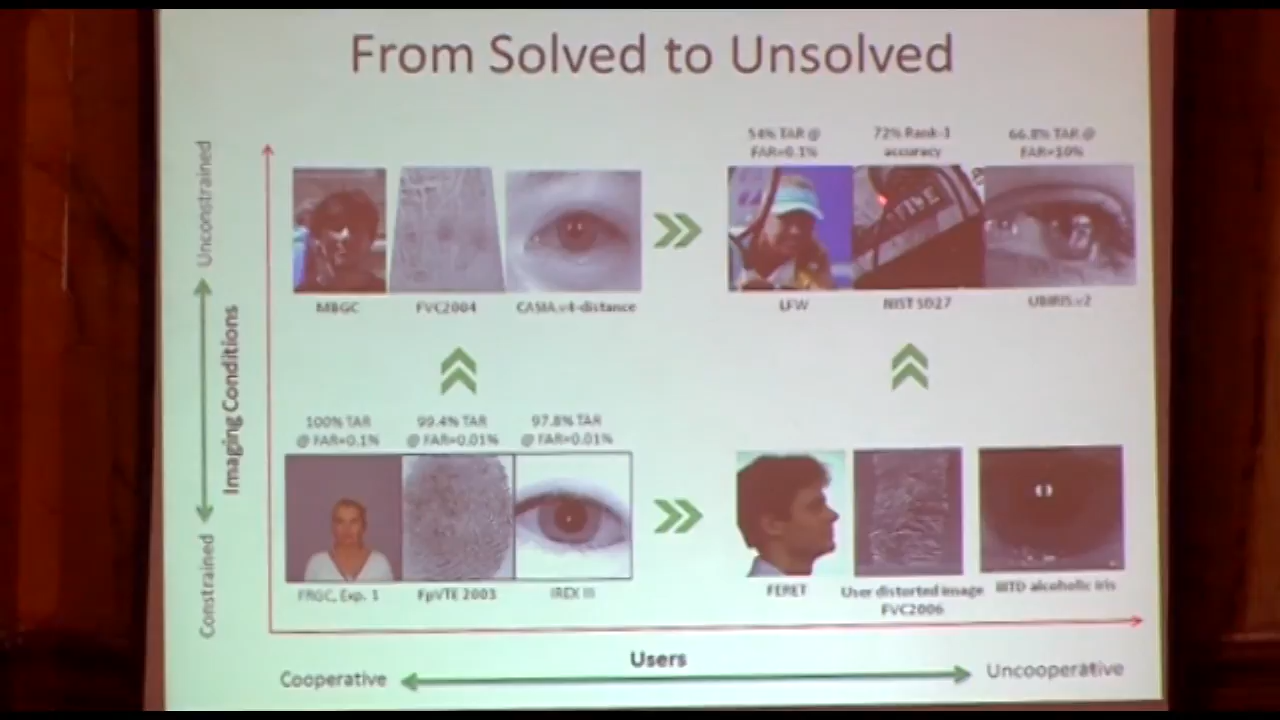 From Solved to Unsolved
54% TAR @
FAR=0.1%
72% Rank-1
accuracy
66.8% TAR @
FAR=10%
Unconstrained
MBGC
FVC2004
CASIA.v4-distance
LFW
NIST SD27
UBIRIS.v2
Imaging Conditions
100% TAR
@ FAR=0.1%
99.4% TAR
@ FAR=0.01%
97.8% TAR
@ FAR=0.01%
Constrained
FRGC, Exp. 1
FpVTE 2003
IREX III
FERET
User distorted image
FVC2006
IIITD alcoholic iris
Users
Cooperative
Uncooperative